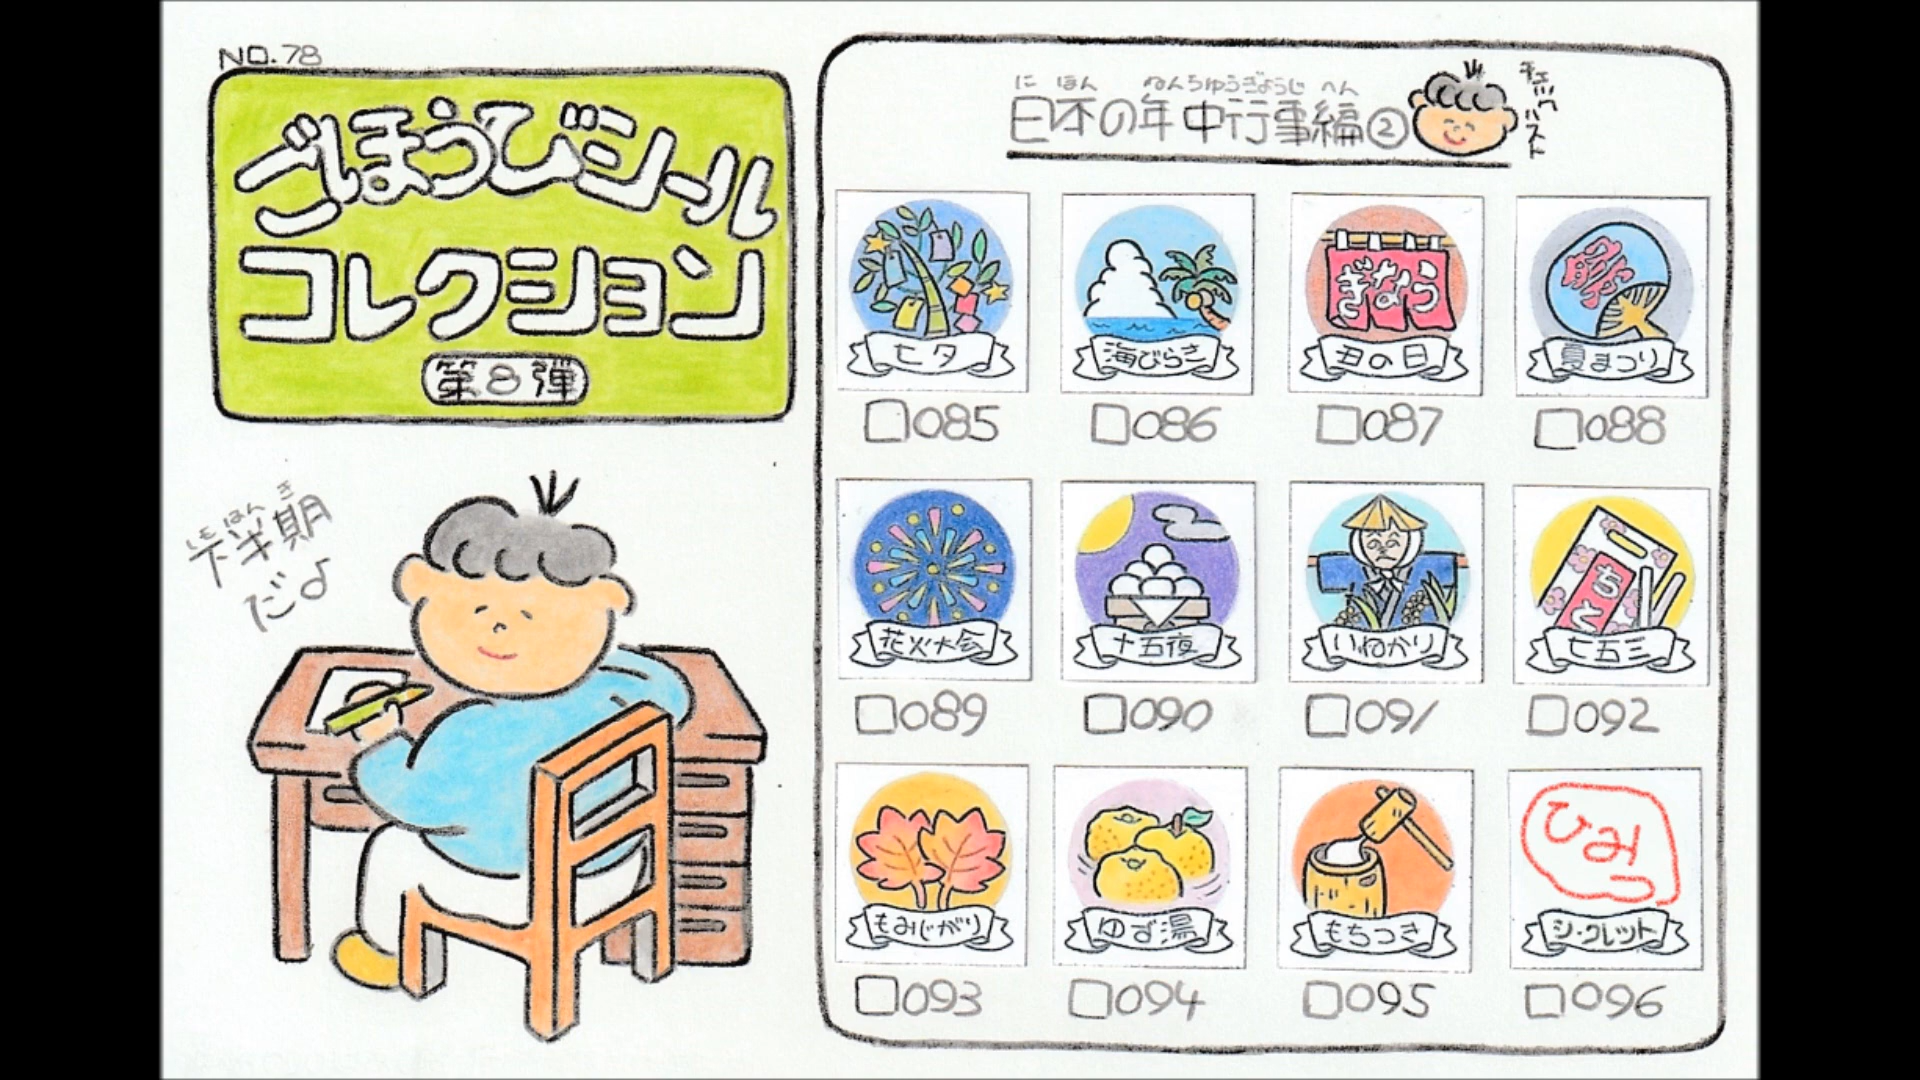 NO.78
ごほうびシール
コレクション
第8弾
しもはんき
下半期
だよ
にほん ねんちゅうぎょうじ へん
日本の年中行事編②
チェック
リスト
七夕
085
海びらき
086
うなぎ
丑の日
087
祭
夏まつり
088
花火大会
089
十五夜
090
いねかり
091
ちと
七五三
092
もみじがり
093
ゆず湯
094
もちつき
095
ひみつ
シークレット
096